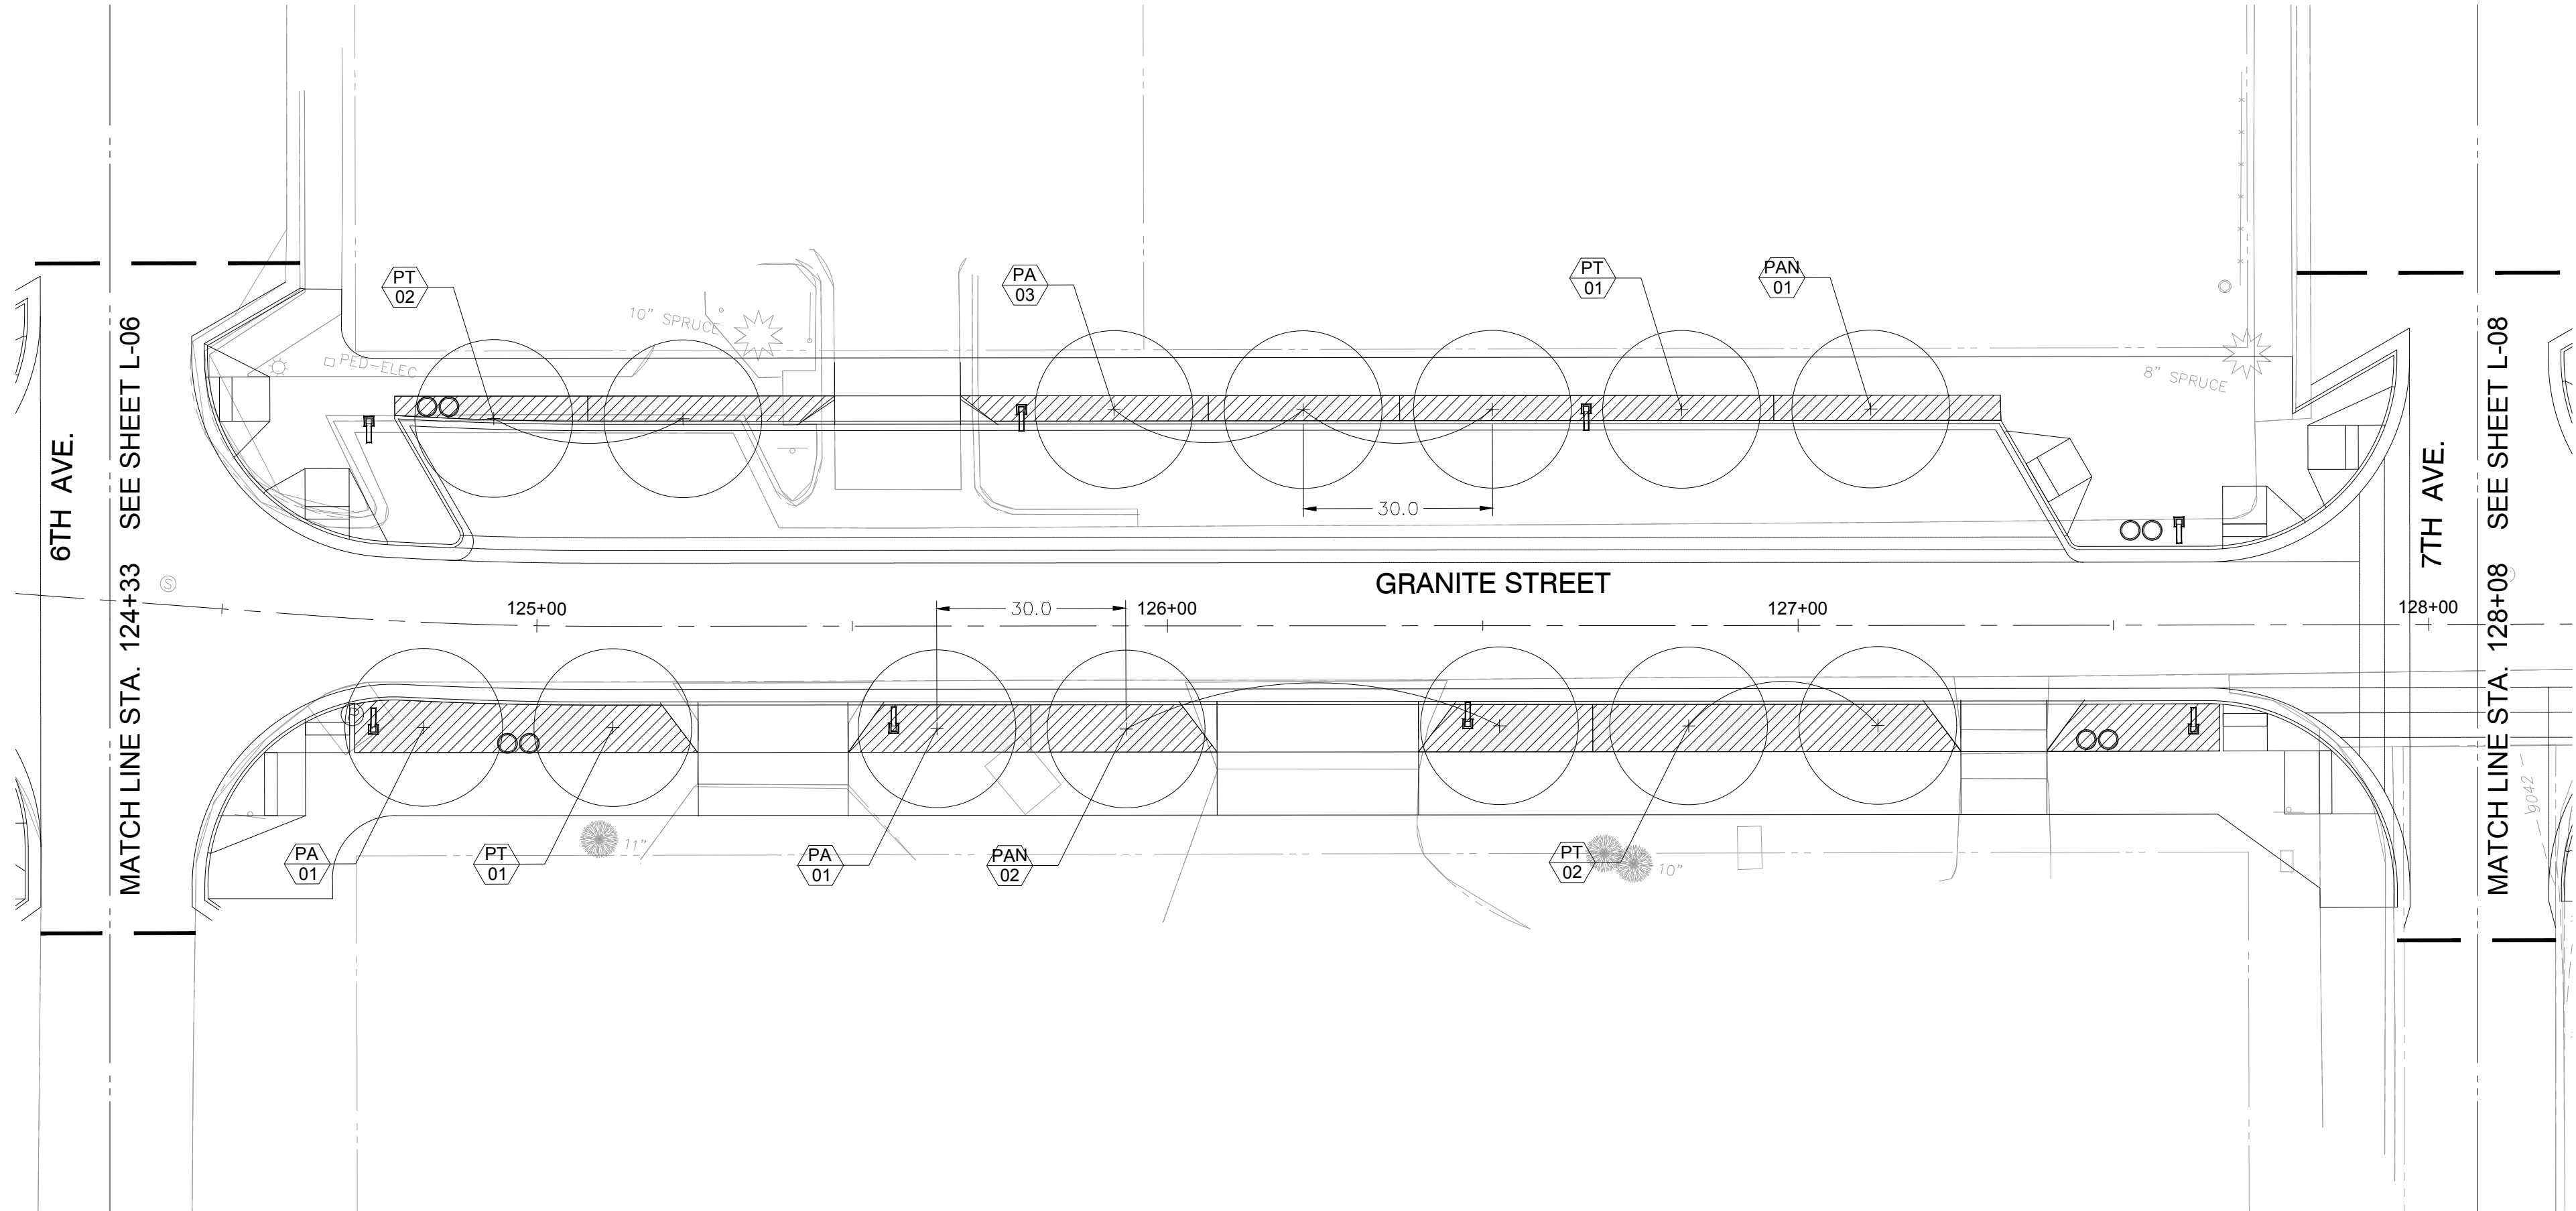 PT
02
PA
03
PT
01
PAN
01
10" SPRUCE
PED-ELEC
8" SPRUCE
6TH AVE.
MATCH LINE STA. 124+33 SEE SHEET L-06
30.0
GRANITE STREET
7TH AVE.
MATCH LINE STA. 128+08 SEE SHEET L-08
S
125+00
30.0
126+00
127+00
128+00
P
PA
01
PT
01
11"
PA
01
PAN
02
PT
02
10"
9042